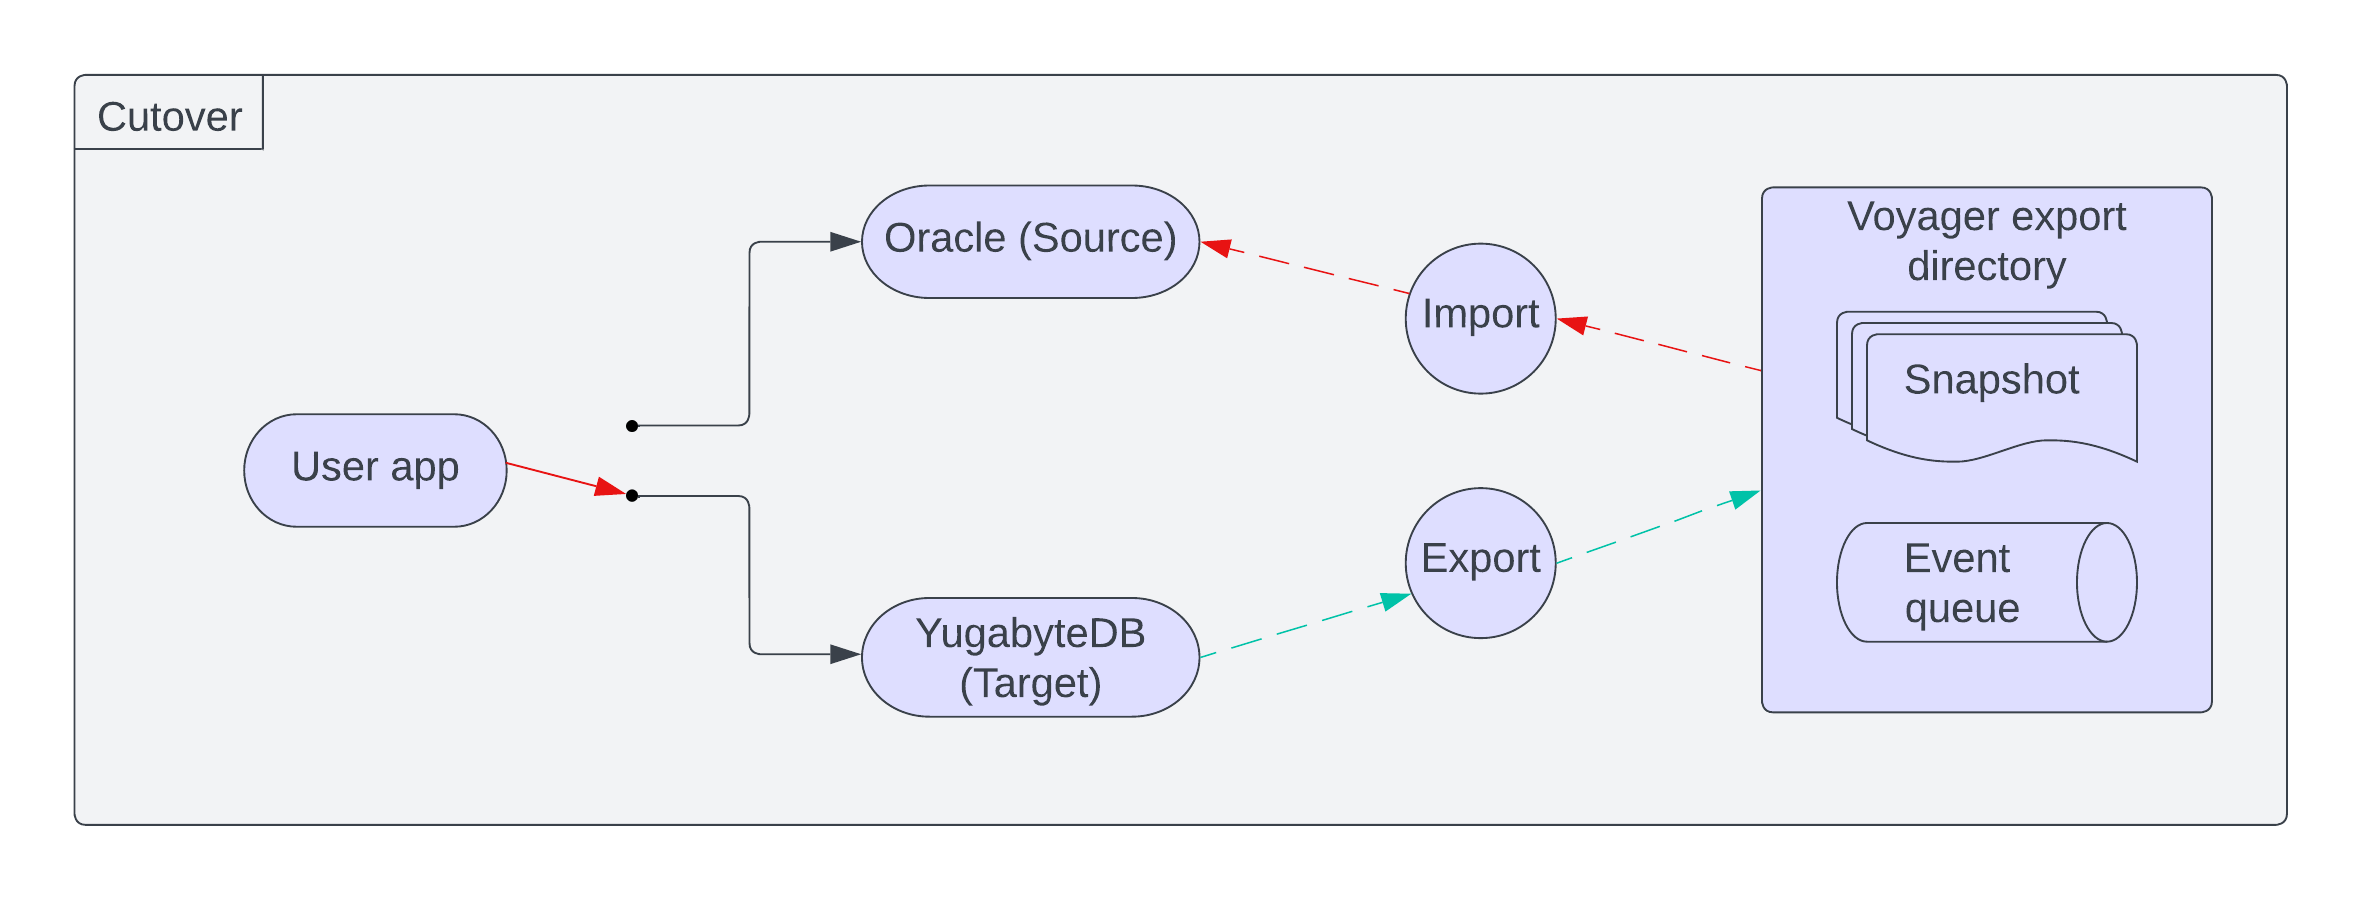 Cutover
Oracle (Source)
Voyager export
directory
Import
Snapshot
User app
Export
Event
queue
YugabyteDB
(Target)